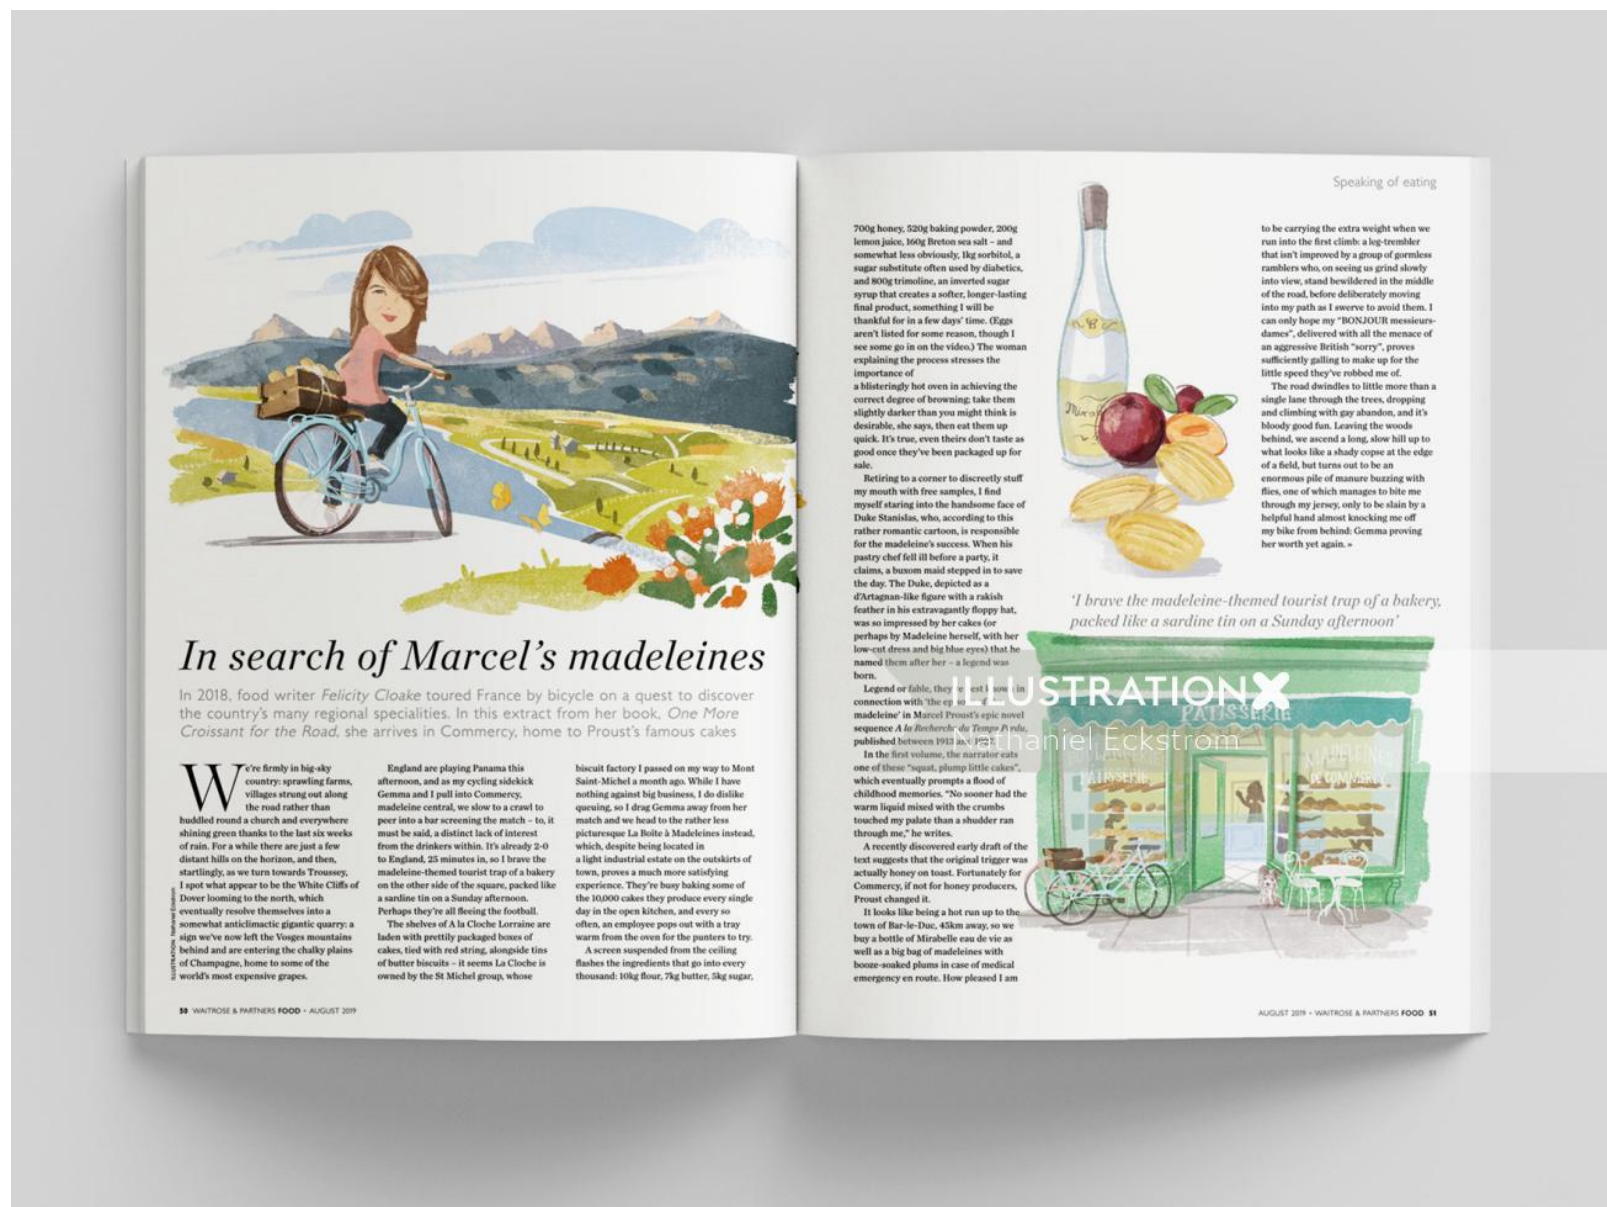 In search of Marcel's madeleines
In 2018, food writer Felicity Cloake toured France by bicycle on a quest to discover
the country's many regional specialities. In this extract from her book, One More
Croissant for the Road, she arrives in Commercy, home to Proust's famous cakes
We're firmly in big-sky
country: sprawling farms,
villages strung out along
the road rather than
huddled round a church and everywhere
shining green thanks to the last six weeks
of rain. For a while there are just a few
distant hills on the horizon, and then,
startlingly, as we turn towards Troussey,
I spot what appear to be the White Cliffs of
Dover looming to the north, which
eventually resolve themselves into a
somewhat anticlimactic gigantic quarry: a
sign we've now left the Vosges mountains
behind and are entering the chalky plains
of Champagne, home to some of the
world's most expensive grapes.
England are playing Panama this
afternoon, and as my cycling sidekick
Gemma and I pull into Commercy,
madeleine central, we slow to a crawl to
peer into a bar screening the match – to, it
must be said, a distinct lack of interest
from the drinkers within. It's already 2-0
to England, 25 minutes in, so I brave the
madeleine-themed tourist trap of a bakery
on the other side of the square, packed like
a sardine tin on a Sunday afternoon.
Perhaps they're all fleeing the football.
The shelves of A la Cloche Lorraine are
laden with prettily packaged boxes of
cakes, tied with red string, alongside tins
of butter biscuits – it seems La Cloche is
owned by the St Michel group, whose
biscuit factory I passed on my way to Mont
Saint-Michel a month ago. While I have
nothing against big business, I do dislike
queuing, so I drag Gemma away from her
match and we head to the rather less
picturesque La Boîte à Madeleines instead,
which, despite being located in
a light industrial estate on the outskirts of
town, proves a much more satisfying
experience. They're busy baking some of
the 10,000 cakes they produce every single
day in the open kitchen, and every so
often, an employee pops out with a tray
warm from the oven for the punters to try.
A screen suspended from the ceiling
flashes the ingredients that go into every
thousand: 10kg flour, 7kg butter, 5kg sugar,
ILLUSTRATION: Nathaniel Eckstrom
50 WAITROSE & PARTNERS FOOD • AUGUST 2019
Speaking of eating
700g honey, 520g baking powder, 200g
lemon juice, 160g Breton sea salt – and
somewhat less obviously, 1kg sorbitol, a
sugar substitute often used by diabetics,
and 800g trimoline, an inverted sugar
syrup that creates a softer, longer-lasting
final product, something I will be
thankful for in a few days' time. (Eggs
aren't listed for some reason, though I
see some go in on the video.) The woman
explaining the process stresses the
importance of
a blisteringly hot oven in achieving the
correct degree of browning; take them
slightly darker than you might think is
desirable, she says, then eat them up
quick. It's true, even theirs don't taste as
good once they've been packaged up for
sale.
Retiring to a corner to discreetly stuff
my mouth with free samples, I find
myself staring into the handsome face of
Duke Stanislas, who, according to this
rather romantic cartoon, is responsible
for the madeleine's success. When his
pastry chef fell ill before a party, it
claims, a buxom maid stepped in to save
the day. The Duke, depicted as a
d'Artagnan-like figure with a rakish
feather in his extravagantly floppy hat,
was so impressed by her cakes (or
perhaps by Madeleine herself, with her
low-cut dress and big blue eyes) that he
named them after her – a legend was
born.
Legend or fable, they're best known in
connection with 'the episode of the
madeleine' in Marcel Proust's epic novel
sequence A la Recherche du Temps Perdu,
published between 1913 and
In the first volume, the narrator eats
one of these "squat, plump little cakes",
which eventually prompts a flood of
childhood memories. "No sooner had the
warm liquid mixed with the crumbs
touched my palate than a shudder ran
through me," he writes.
A recently discovered early draft of the
text suggests that the original trigger was
actually honey on toast. Fortunately for
Commercy, if not for honey producers,
Proust changed it.
It looks like being a hot run up to the
town of Bar-le-Duc, 45km away, so we
buy a bottle of Mirabelle eau de vie as
well as a big bag of madeleines with
booze-soaked plums in case of medical
emergency en route. How pleased I am
to be carrying the extra weight when we
run into the first climb: a leg-trembler
that isn't improved by a group of gormless
ramblers who, on seeing us grind slowly
into view, stand bewildered in the middle
of the road, before deliberately moving
into my path as I swerve to avoid them. I
can only hope my "BONJOUR messieurs-
dames", delivered with all the menace of
an aggressive British "sorry", proves
sufficiently galling to make up for the
little speed they've robbed me of.
The road dwindles to little more than a
single lane through the trees, dropping
and climbing with gay abandon, and it's
bloody good fun. Leaving the woods
behind, we ascend a long, slow hill up to
what looks like a shady copse at the edge
of a field, but turns out to be an
enormous pile of manure buzzing with
flies, one of which manages to bite me
through my jersey, only to be slain by a
helpful hand almost knocking me off
my bike from behind: Gemma proving
her worth yet again. »
'I brave the madeleine-themed tourist trap of a bakery,
packed like a sardine tin on a Sunday afternoon'
ILLUSTRATIONX
Nathaniel Eckstrom
PATISSERIE
PATISSERIE
MADELEINE
DE COMMERCY
AUGUST 2019 • WAITROSE & PARTNERS FOOD 51